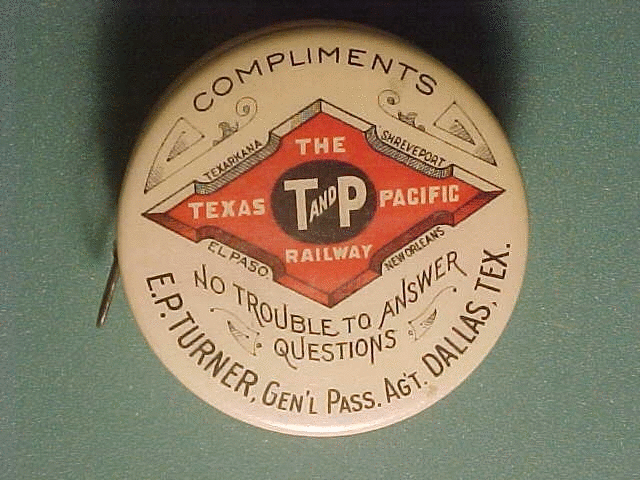 COMPLIMENTS
TEXARKANA
SHREVEPORT
THE
TEXAS T AND P PACIFIC
RAILWAY
EL PASO.
NEW ORLEANS
NO TROUBLE TO ANSWER
QUESTIONS
E.P. TURNER, GEN'L PASS. AG'T. DALLAS, TEX.